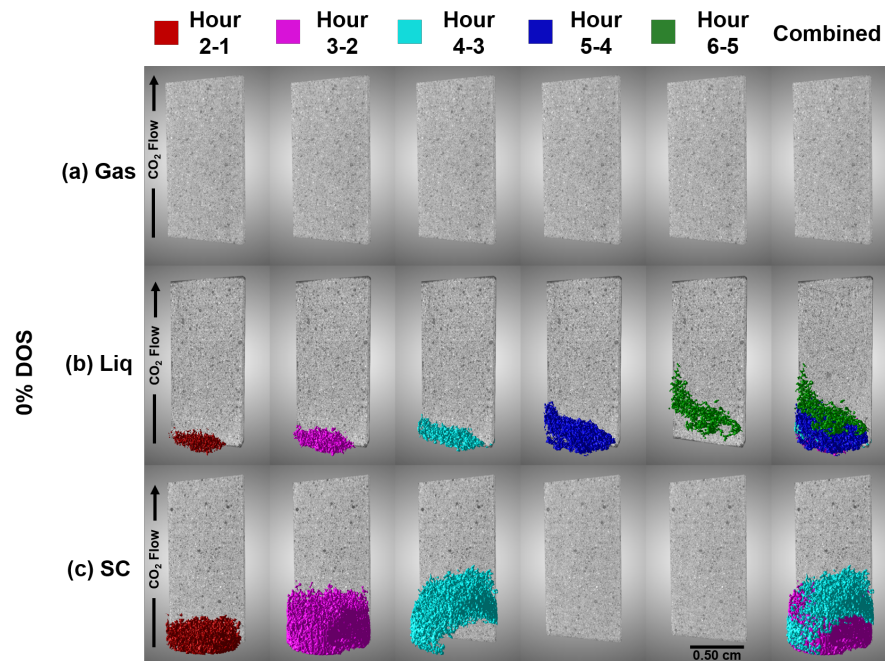 Hour 2-1
Hour 3-2
Hour 4-3
Hour 5-4
Hour 6-5
Combined
0% DOS
(a) Gas
CO₂ Flow
(b) Liq
CO₂ Flow
(c) SC
CO₂ Flow
0.50 cm